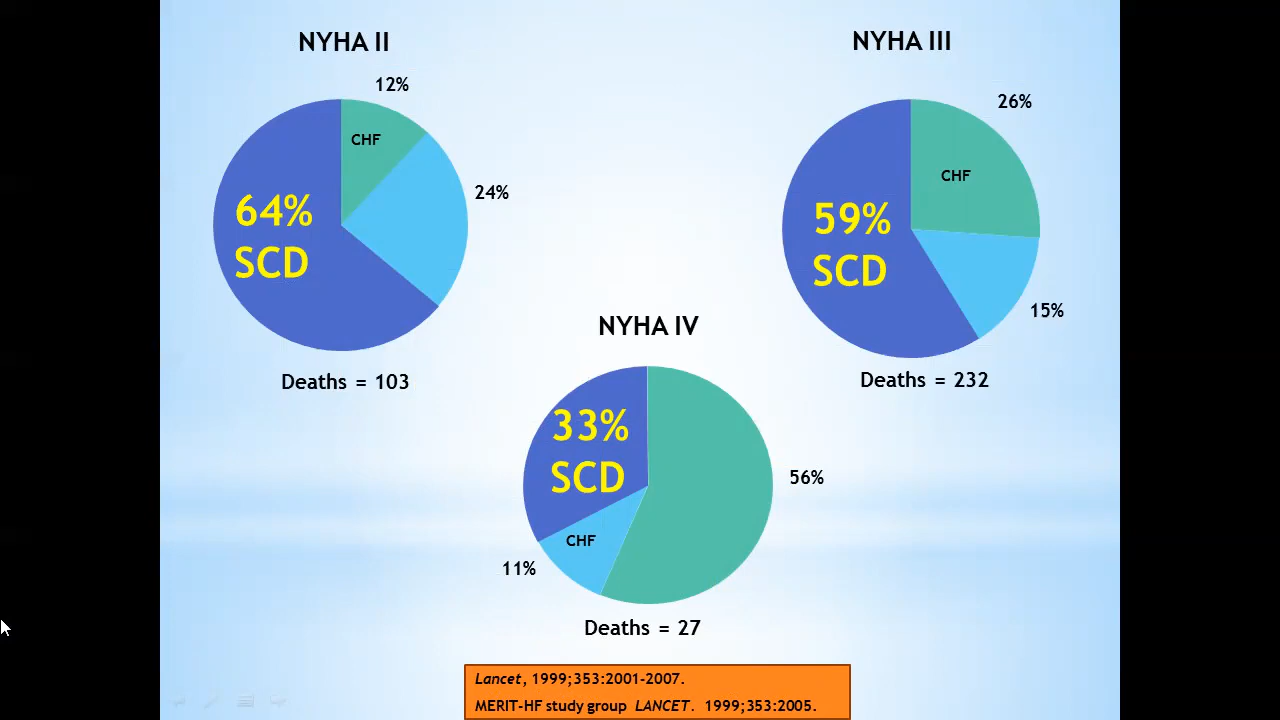 NYHA II
12%
CHF
24%
64%
SCD
Deaths = 103
NYHA III
26%
CHF
59%
SCD
15%
Deaths = 232
NYHA IV
33%
SCD
56%
CHF
11%
Deaths = 27
Lancet, 1999;353:2001-2007.
MERIT-HF study group LANCET. 1999;353:2005.